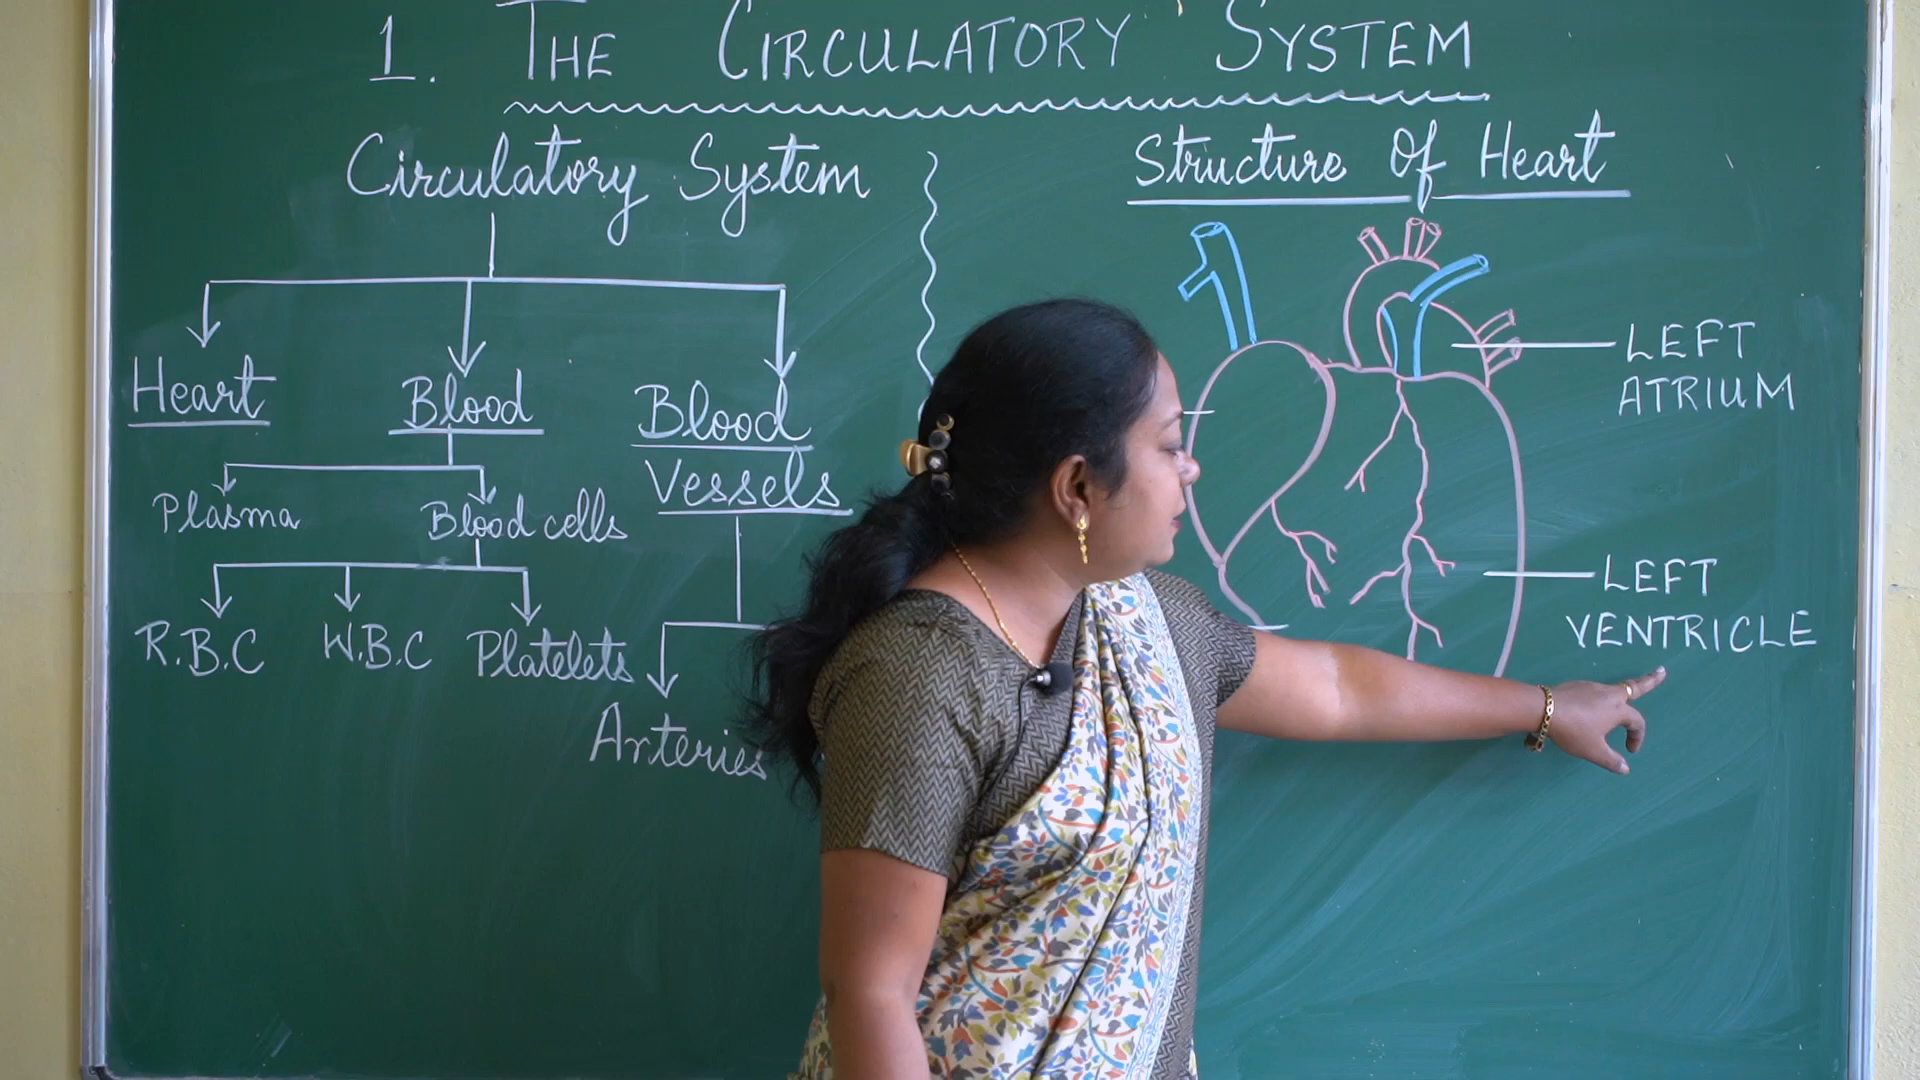 1. THE CIRCULATORY SYSTEM
Circulatory System
Heart
Blood
Blood
Vessels
Plasma
Blood cells
R.B.C
W.B.C
Platelets
Arteries
Structure Of Heart
LEFT
ATRIUM
LEFT
VENTRICLE